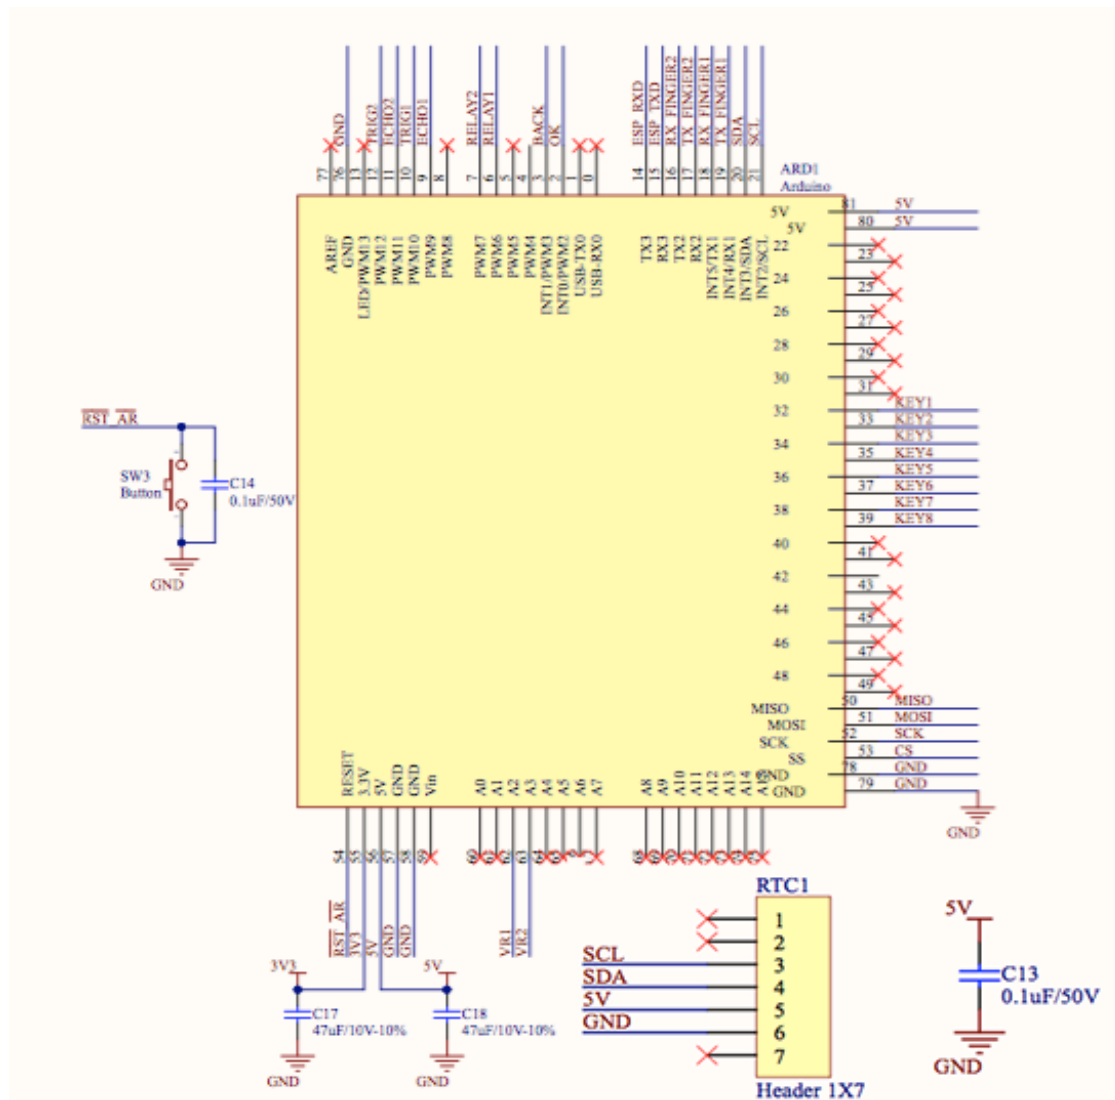 GND
TRIG2
ECHO2
TRIG1
ECHO1
RELAY2
RELAY1
BACK
OK
ESP_RXD
ESP_TXD
RX_FINGER2
TX_FINGER2
RX_FINGER1
TX_FINGER1
SDA
SCL
77 76 13 12 11 10 9 8 7 6 5 4 3 2 1 0 14 15 16 17 18 19 20 21
ARD1
Arduino
AREF
GND
LED/PWM13
PWM12
PWM11
PWM10
PWM9
PWM8
PWM7
PWM6
PWM5
PWM4
INT1/PWM3
INT0/PWM2
USB-TX0
USB-RX0
TX3
RX3
TX2
RX2
INT5/TX1
INT4/RX1
INT3/SDA
INT2/SCL
5V 81 5V
5V 80 5V
22
23
24
25
26
27
28
29
30
31
32 KEY1
33 KEY2
34 KEY3
35 KEY4
36 KEY5
37 KEY6
38 KEY7
39 KEY8
40
41
42
43
44
45
46
47
48
49
MISO 50 MISO
MOSI 51 MOSI
SCK 52 SCK
SS 53 CS
GND 78 GND
GND 79 GND
GND
RST_AR
SW3
Button
C14
0.1uF/50V
GND
RESET
3.3V
5V
GND
GND
Vin
A0
A1
A2
A3
A4
A5
A6
A7
A8
A9
A10
A11
A12
A13
A14
A15
54 55 56 57 58 59 60 61 62 63 64 65 68 69 70
RST_AR
3V3
5V
GND
GND
VR1
VR2
3V3
C17
47uF/10V-10%
GND
5V
C18
47uF/10V-10%
GND
RTC1
1
2
SCL 3
SDA 4
5V 5
GND 6
7
Header 1X7
5V
C13
0.1uF/50V
GND